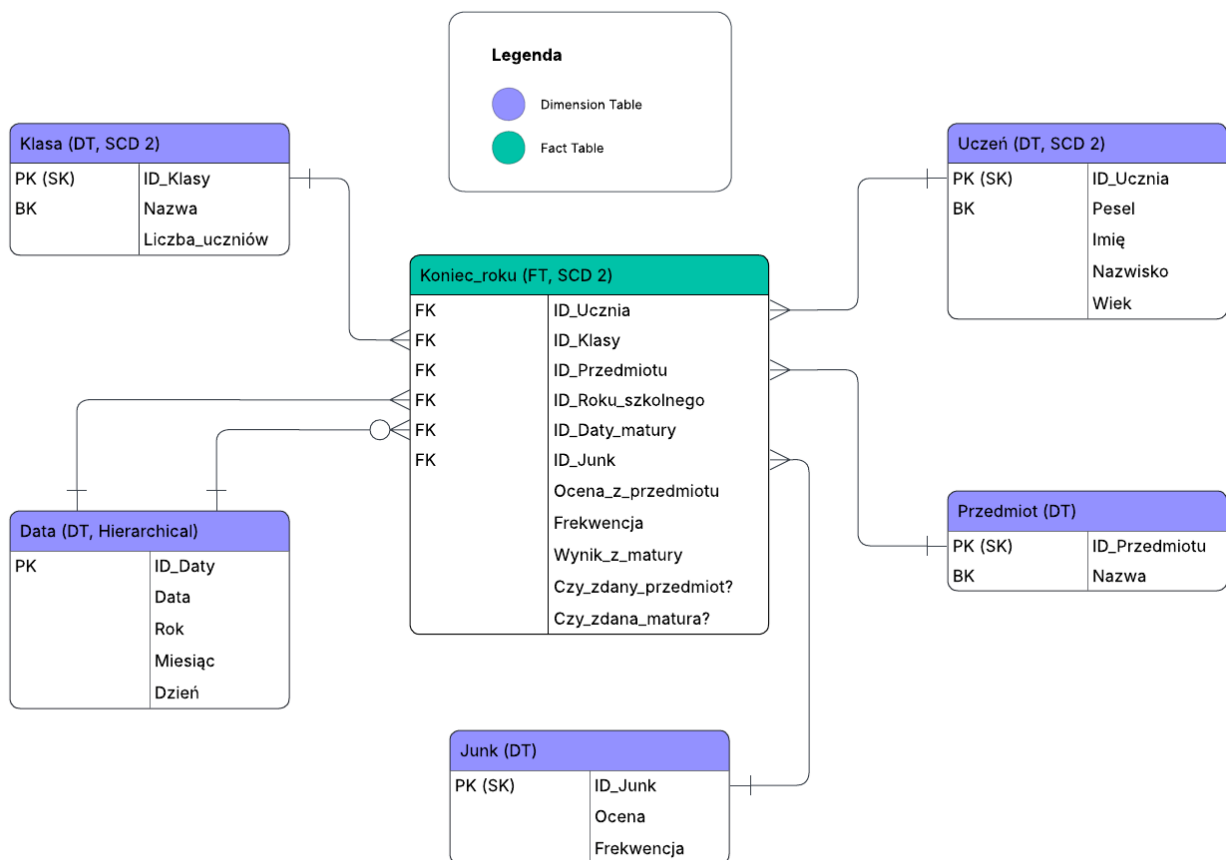 Legenda
Dimension Table
Fact Table
Klasa (DT, SCD 2)
PK (SK) ID_Klasy
BK Nazwa
Liczba_uczniów
Uczeń (DT, SCD 2)
PK (SK) ID_Ucznia
BK Pesel
Imię
Nazwisko
Wiek
Koniec_roku (FT, SCD 2)
FK ID_Ucznia
FK ID_Klasy
FK ID_Przedmiotu
FK ID_Roku_szkolnego
FK ID_Daty_matury
FK ID_Junk
Ocena_z_przedmiotu
Frekwencja
Wynik_z_matury
Czy_zdany_przedmiot?
Czy_zdana_matura?
Data (DT, Hierarchical)
PK ID_Daty
Data
Rok
Miesiąc
Dzień
Przedmiot (DT)
PK (SK) ID_Przedmiotu
BK Nazwa
Junk (DT)
PK (SK) ID_Junk
Ocena
Frekwencja